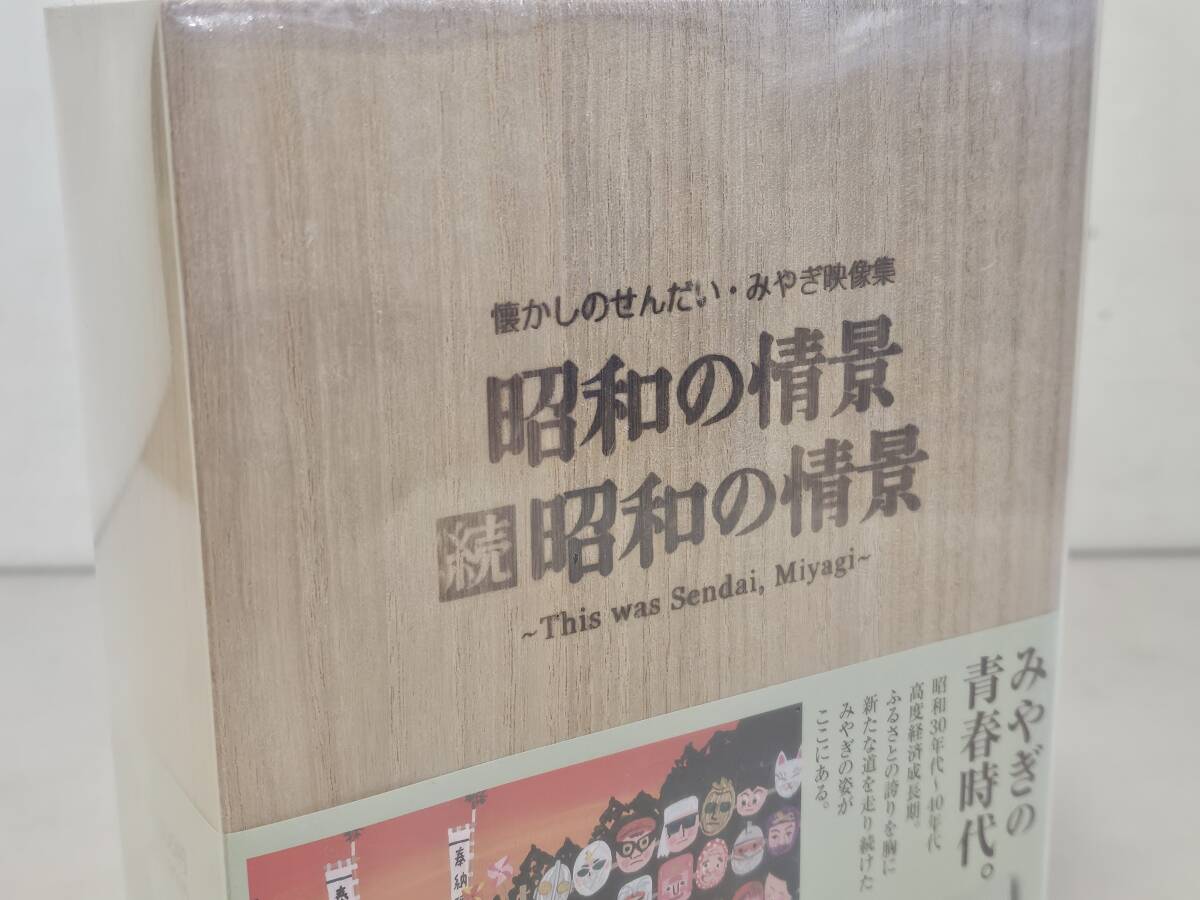 懐かしのせんだい・みやぎ映像集
昭和の情景
続 昭和の情景
~This was Sendai, Miyagi~
みやぎの
青春時代。
昭和30年代～40年代
高度経済成長期。
ふるさとの誇りを胸に
新たな道を走り続けた
みやぎの姿が
ここにある。
奉納
奉